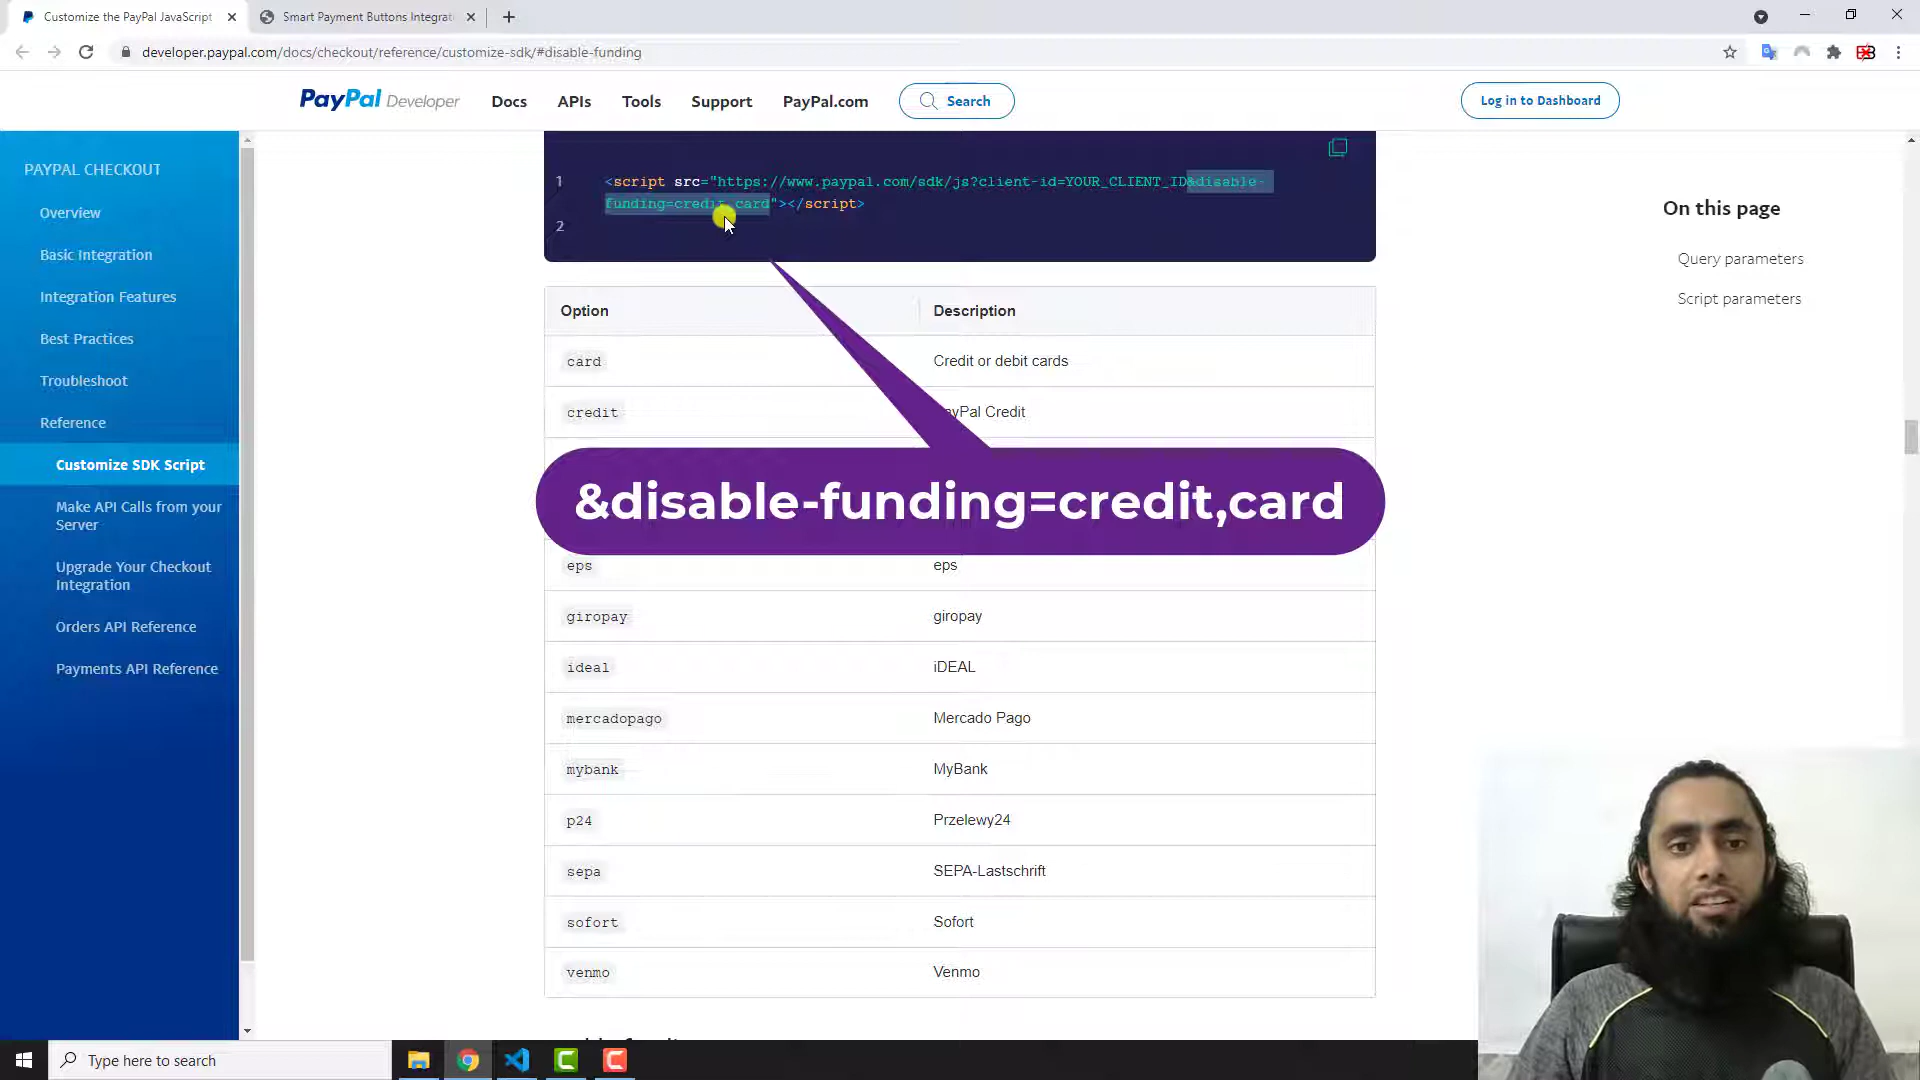 Customize the PayPal JavaScript
Smart Payment Buttons Integrat
developer.paypal.com/docs/checkout/reference/customize-sdk/#disable-funding
PayPal Developer
Docs
APIs
Tools
Support
PayPal.com
Search
Log in to Dashboard
PAYPAL CHECKOUT
Overview
Basic Integration
Integration Features
Best Practices
Troubleshoot
Reference
Customize SDK Script
Make API Calls from your
Server
Upgrade Your Checkout
Integration
Orders API Reference
Payments API Reference
1 <script src="https://www.paypal.com/sdk/js?client-id=YOUR_CLIENT_ID&disable-
funding=credit,card"></script>
2
Option Description
card Credit or debit cards
credit PayPal Credit
&disable-funding=credit,card
eps eps
giropay giropay
ideal iDEAL
mercadopago Mercado Pago
mybank MyBank
p24 Przelewy24
sepa SEPA-Lastschrift
sofort Sofort
venmo Venmo
On this page
Query parameters
Script parameters
Type here to search